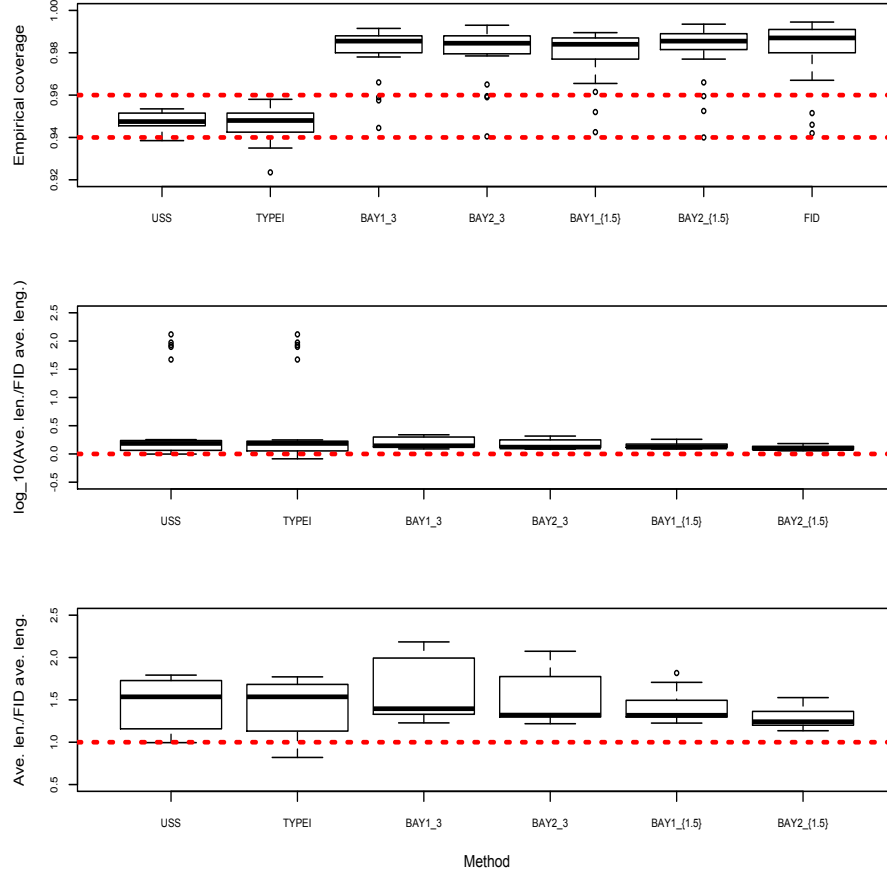 Empirical coverage
1.00
0.98
0.96
0.94
0.92
USS TYPEI BAY1_3 BAY2_3 BAY1_{1.5} BAY2_{1.5} FID
log_10(Ave. len./FID ave. leng.)
2.5
2.0
1.5
1.0
0.5
0.0
-0.5
USS TYPEI BAY1_3 BAY2_3 BAY1_{1.5} BAY2_{1.5}
Ave. len./FID ave. leng.
2.5
2.0
1.5
1.0
0.5
USS TYPEI BAY1_3 BAY2_3 BAY1_{1.5} BAY2_{1.5}
Method